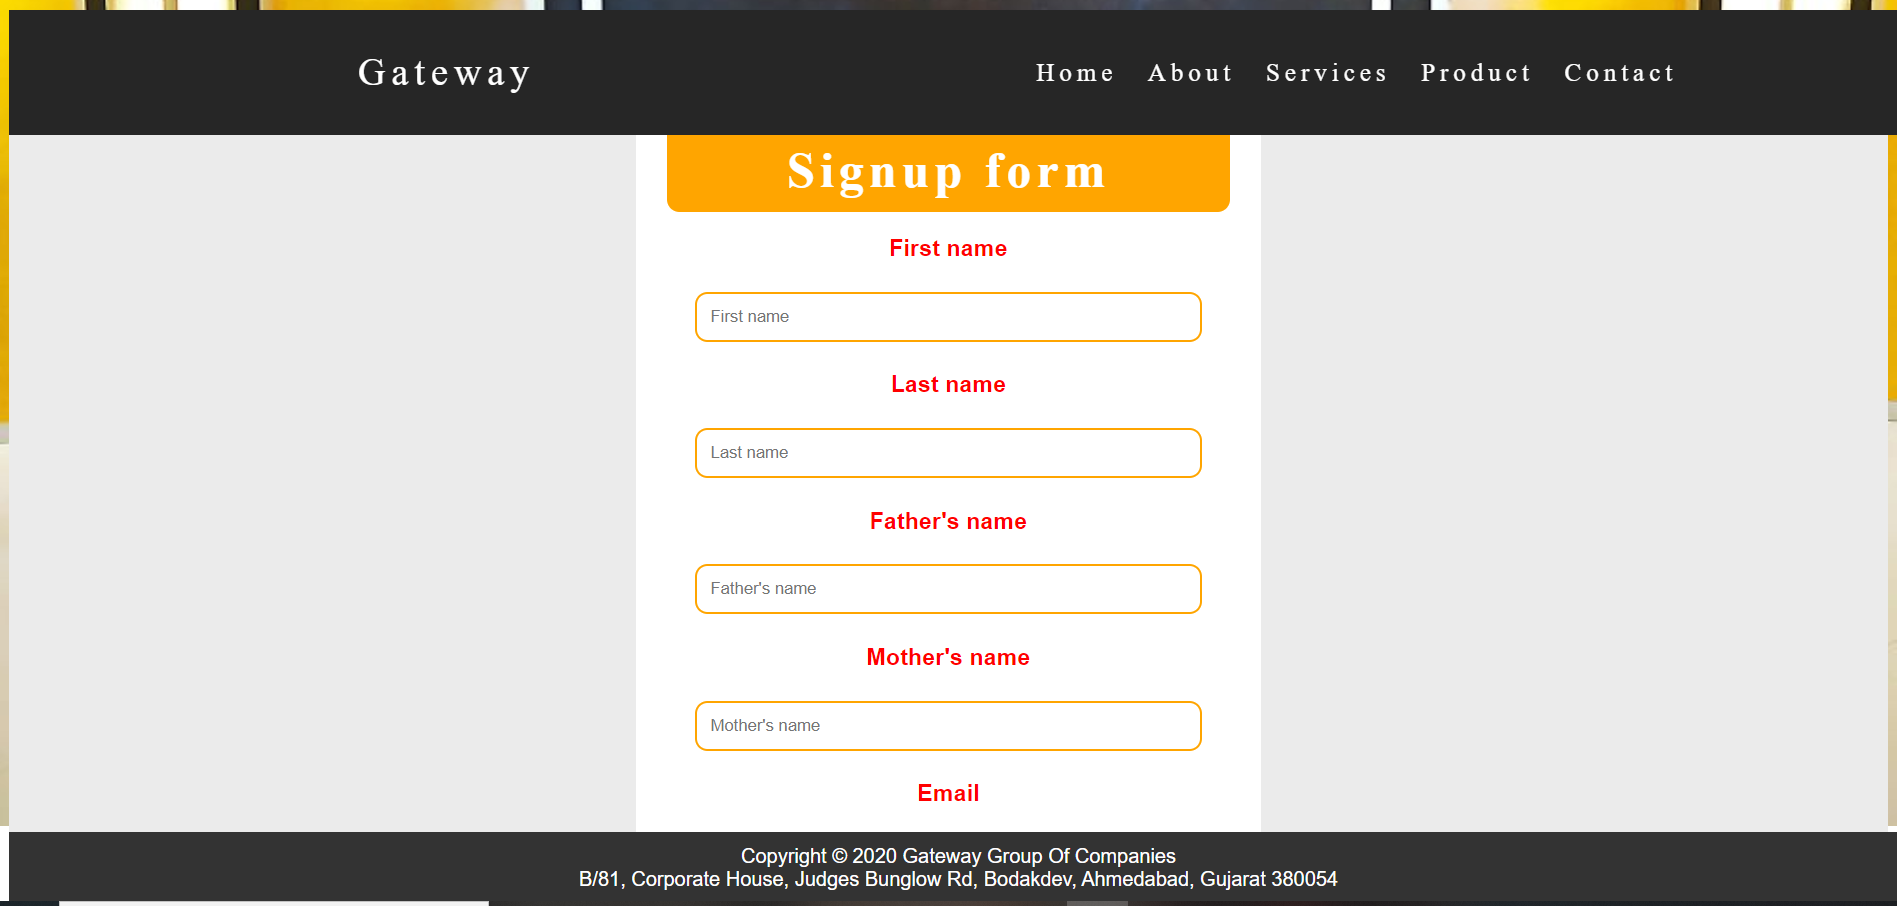 Gateway
Home About Services Product Contact
Signup form
First name
First name
Last name
Last name
Father's name
Father's name
Mother's name
Mother's name
Email
Copyright © 2020 Gateway Group Of Companies
B/81, Corporate House, Judges Bunglow Rd, Bodakdev, Ahmedabad, Gujarat 380054